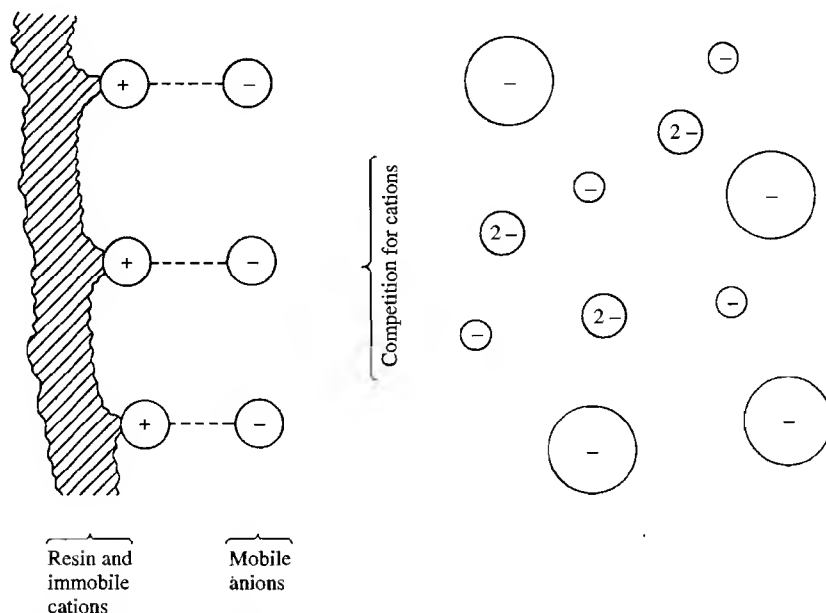 + −
− −
2 −
−
−
2 −
+ −
Competition for cations
−
2 −
−
+ −
−
−
Resin and
immobile
cations
Mobile
anions